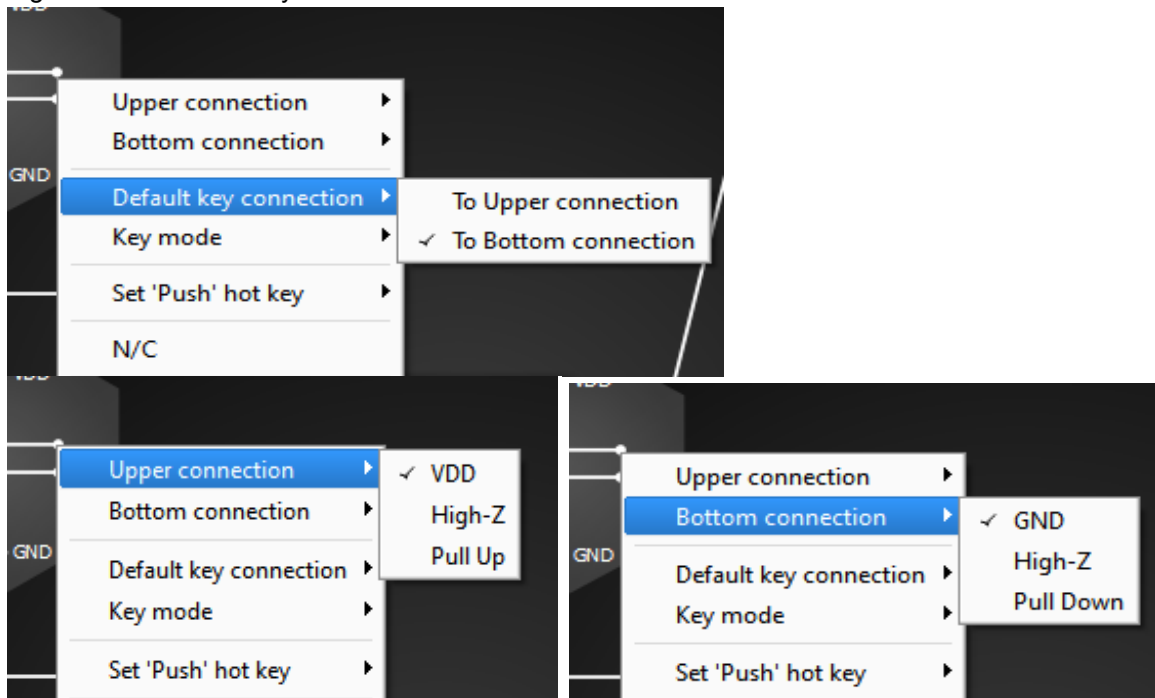 VDD
Upper connection
Bottom connection
GND
Default key connection
To Upper connection
Key mode
✓ To Bottom connection
Set 'Push' hot key
N/C
Upper connection
✓ VDD
Bottom connection
High-Z
GND
Pull Up
Default key connection
Key mode
Set 'Push' hot key
VDD
Upper connection
Bottom connection
✓ GND
GND
High-Z
Default key connection
Pull Down
Key mode
Set 'Push' hot key